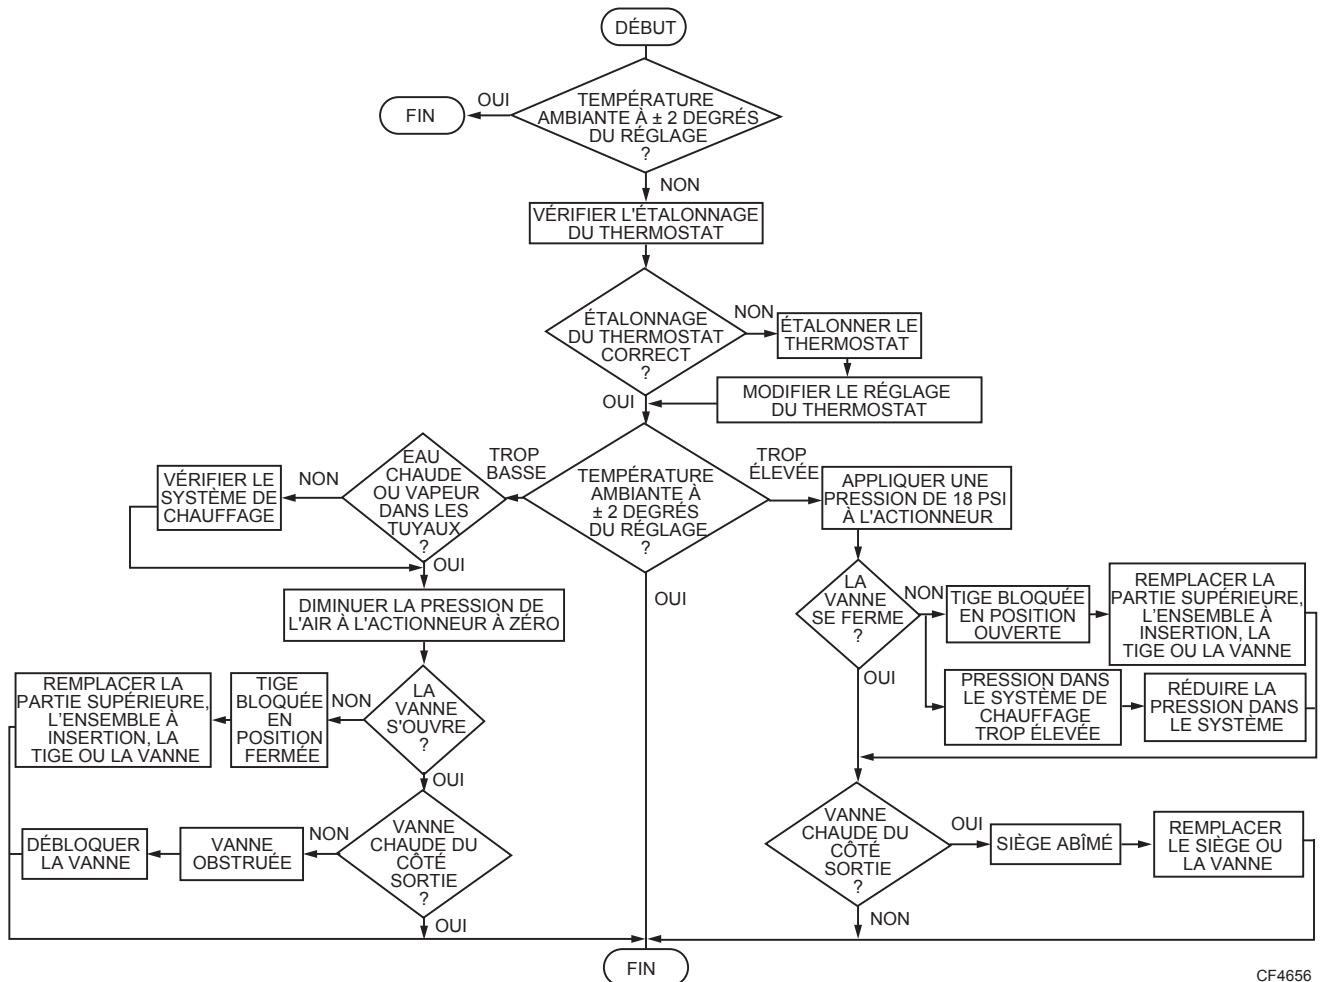 DÉBUT
TEMPÉRATURE
AMBIANTE À ± 2 DEGRÉS
DU RÉGLAGE
?
OUI
FIN
NON
VÉRIFIER L'ÉTALONNAGE
DU THERMOSTAT
ÉTALONNAGE
DU THERMOSTAT
CORRECT
?
NON
ÉTALONNER LE
THERMOSTAT
MODIFIER LE RÉGLAGE
DU THERMOSTAT
OUI
TEMPÉRATURE
AMBIANTE À
± 2 DEGRÉS
DU RÉGLAGE
?
TROP
BASSE
EAU
CHAUDE
OU VAPEUR
DANS LES
TUYAUX
?
NON
VÉRIFIER LE
SYSTÈME DE
CHAUFFAGE
OUI
DIMINUER LA PRESSION DE
L'AIR À L'ACTIONNEUR À ZÉRO
LA
VANNE
S'OUVRE
?
NON
TIGE
BLOQUÉE
EN
POSITION
FERMÉE
REMPLACER LA
PARTIE SUPÉRIEURE,
L'ENSEMBLE À
INSERTION, LA
TIGE OU LA VANNE
OUI
VANNE
CHAUDE DU
CÔTÉ
SORTIE
?
NON
VANNE
OBSTRUÉE
DÉBLOQUER
LA VANNE
OUI
OUI
TROP
ÉLEVÉE
APPLIQUER UNE
PRESSION DE 18 PSI
À L'ACTIONNEUR
LA
VANNE
SE FERME
?
NON
TIGE BLOQUÉE
EN POSITION
OUVERTE
REMPLACER LA
PARTIE SUPÉRIEURE,
L'ENSEMBLE À
INSERTION, LA
TIGE OU LA VANNE
PRESSION DANS
LE SYSTÈME DE
CHAUFFAGE
TROP ÉLEVÉE
RÉDUIRE LA
PRESSION DANS
LE SYSTÈME
OUI
VANNE
CHAUDE DU
CÔTÉ
SORTIE
?
OUI
SIÈGE ABÎMÉ
REMPLACER
LE SIÈGE OU
LA VANNE
NON
FIN
CF4656